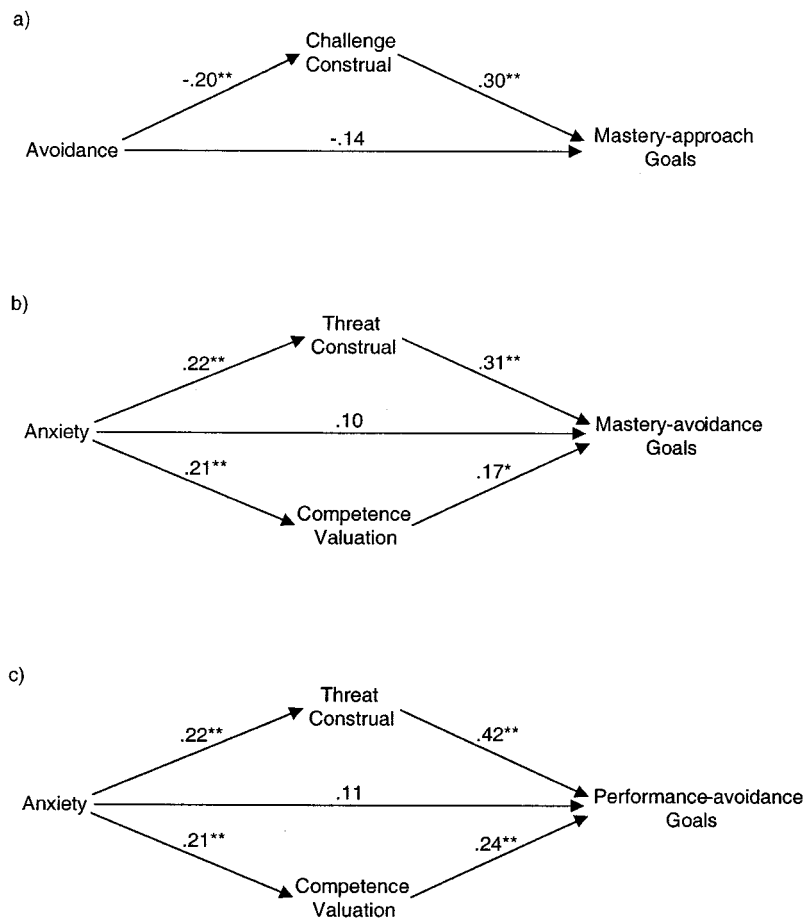 a)
Challenge
Construal
-.20**
.30**
Avoidance
-.14
Mastery-approach
Goals
b)
Threat
Construal
.22**
.31**
Anxiety
.10
Mastery-avoidance
Goals
.21**
.17*
Competence
Valuation
c)
Threat
Construal
.22**
.42**
Anxiety
.11
Performance-avoidance
Goals
.21**
.24**
Competence
Valuation